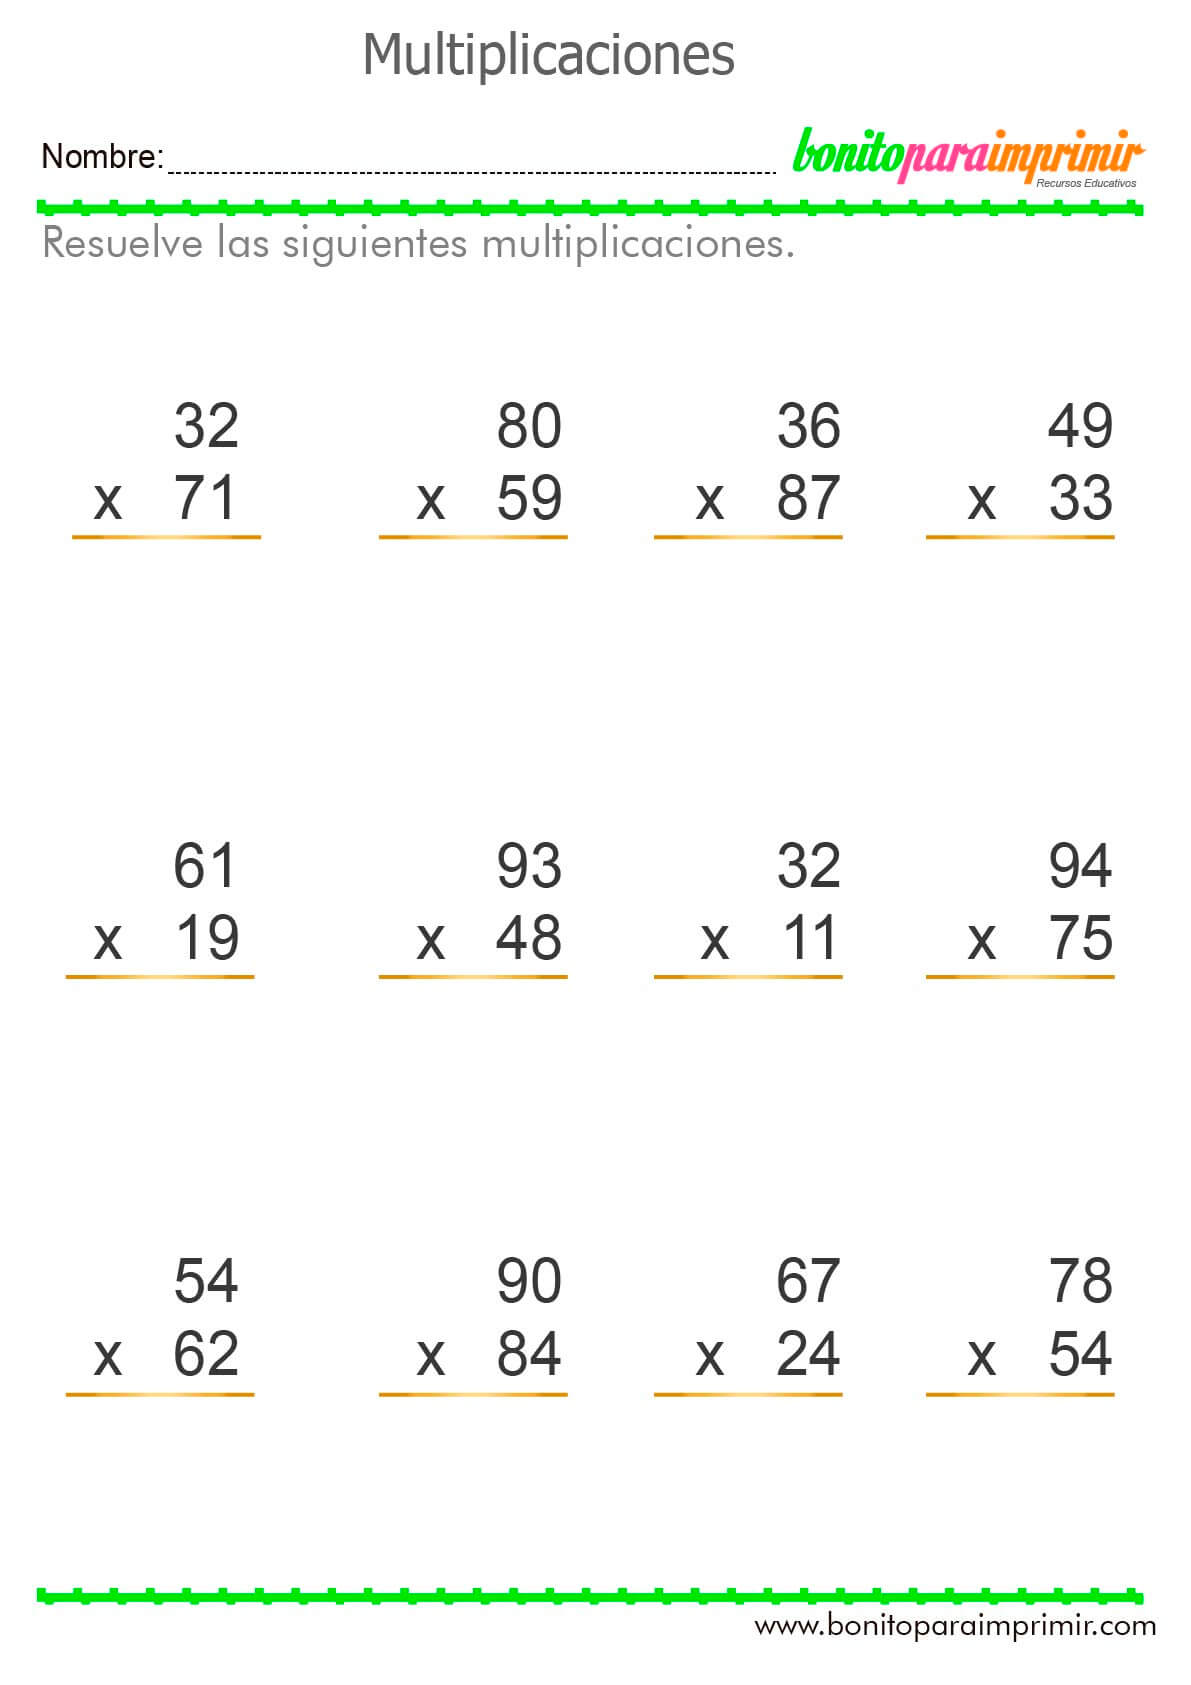 Multiplicaciones
Nombre:
bonitoparaimprimir
Recursos Educativos
Resuelve las siguientes multiplicaciones.
32 80 36 49
x 71 x 59 x 87 x 33
61 93 32 94
x 19 x 48 x 11 x 75
54 90 67 78
x 62 x 84 x 24 x 54
www.bonitoparaimprimir.com